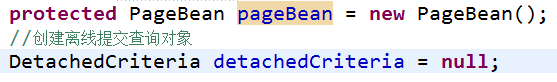 protected PageBean pageBean = new PageBean();
//创建离线提交查询对象
DetachedCriteria detachedCriteria = null;